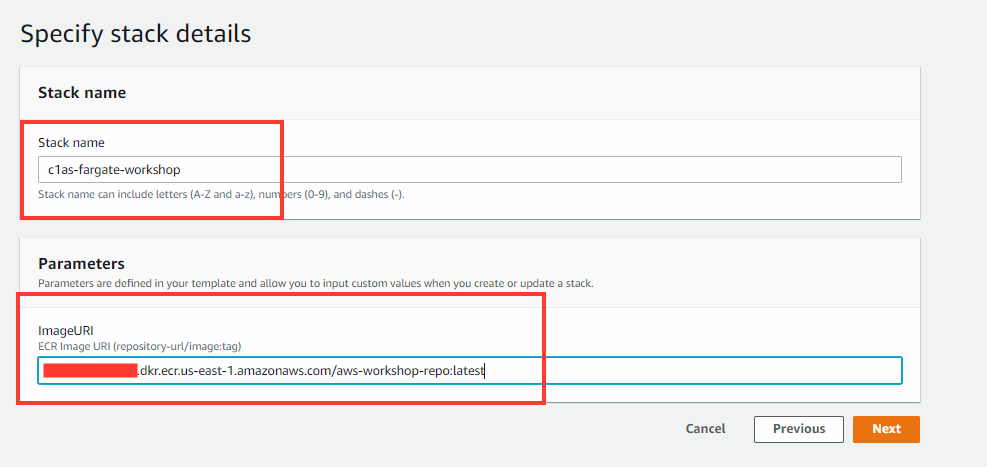 Specify stack details
Stack name
Stack name
c1as-fargate-workshop
Stack name can include letters (A-Z and a-z), numbers (0-9), and dashes (-).
Parameters
Parameters are defined in your template and allow you to input custom values when you create or update a stack.
ImageURI
ECR Image URI (repository-url/image:tag)
.dkr.ecr.us-east-1.amazonaws.com/aws-workshop-repo:latest
Cancel Previous Next